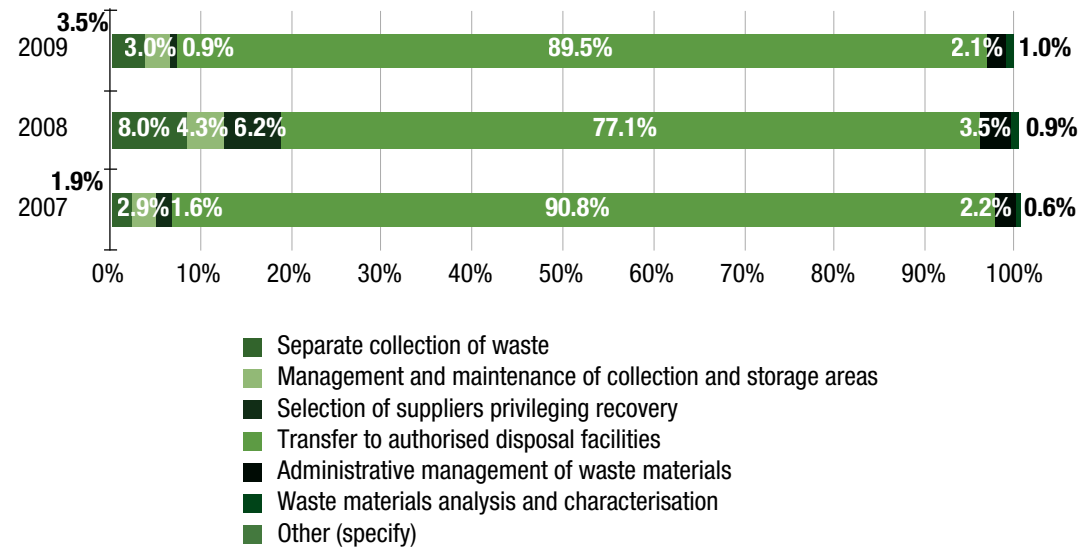 3.5%
2009 3.0% 0.9% 89.5% 2.1% 1.0%
2008 8.0% 4.3% 6.2% 77.1% 3.5% 0.9%
1.9%
2007 2.9% 1.6% 90.8% 2.2% 0.6%
0% 10% 20% 30% 40% 50% 60% 70% 80% 90% 100%
Separate collection of waste
Management and maintenance of collection and storage areas
Selection of suppliers privileging recovery
Transfer to authorised disposal facilities
Administrative management of waste materials
Waste materials analysis and characterisation
Other (specify)